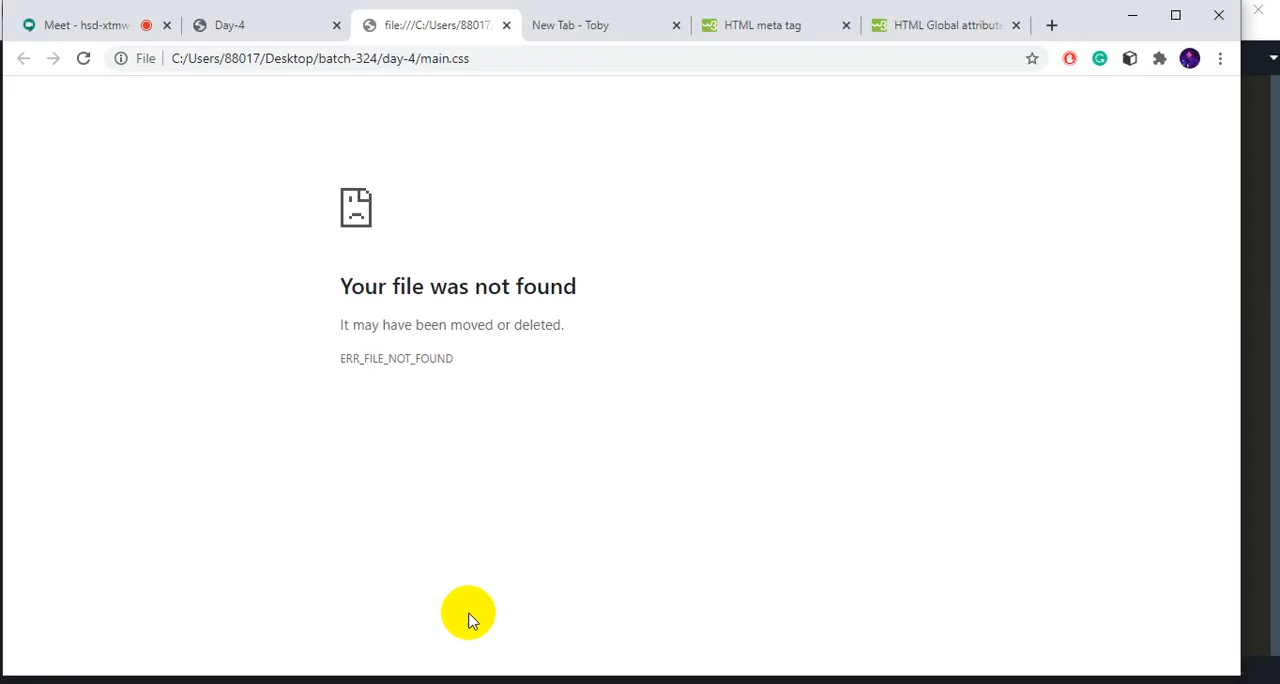 Meet - hsd-xtmw-
Day-4
file:///C:/Users/88017/
New Tab - Toby
HTML meta tag
HTML Global attribute
File
C:/Users/88017/Desktop/batch-324/day-4/main.css
Your file was not found
It may have been moved or deleted.
ERR_FILE_NOT_FOUND